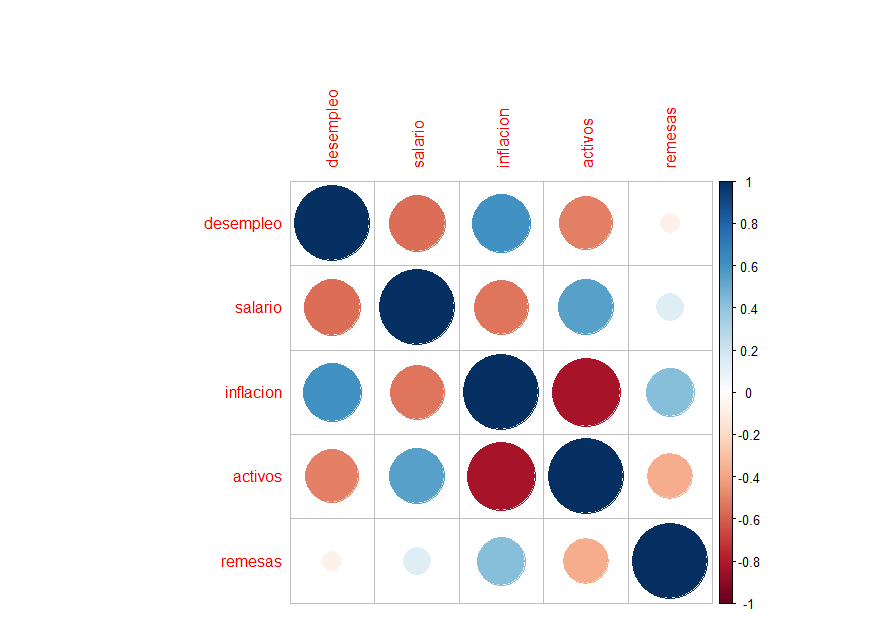 desempleo
salario
inflacion
activos
remesas
desempleo
salario
inflacion
activos
remesas
1
0.8
0.6
0.4
0.2
0
-0.2
-0.4
-0.6
-0.8
-1